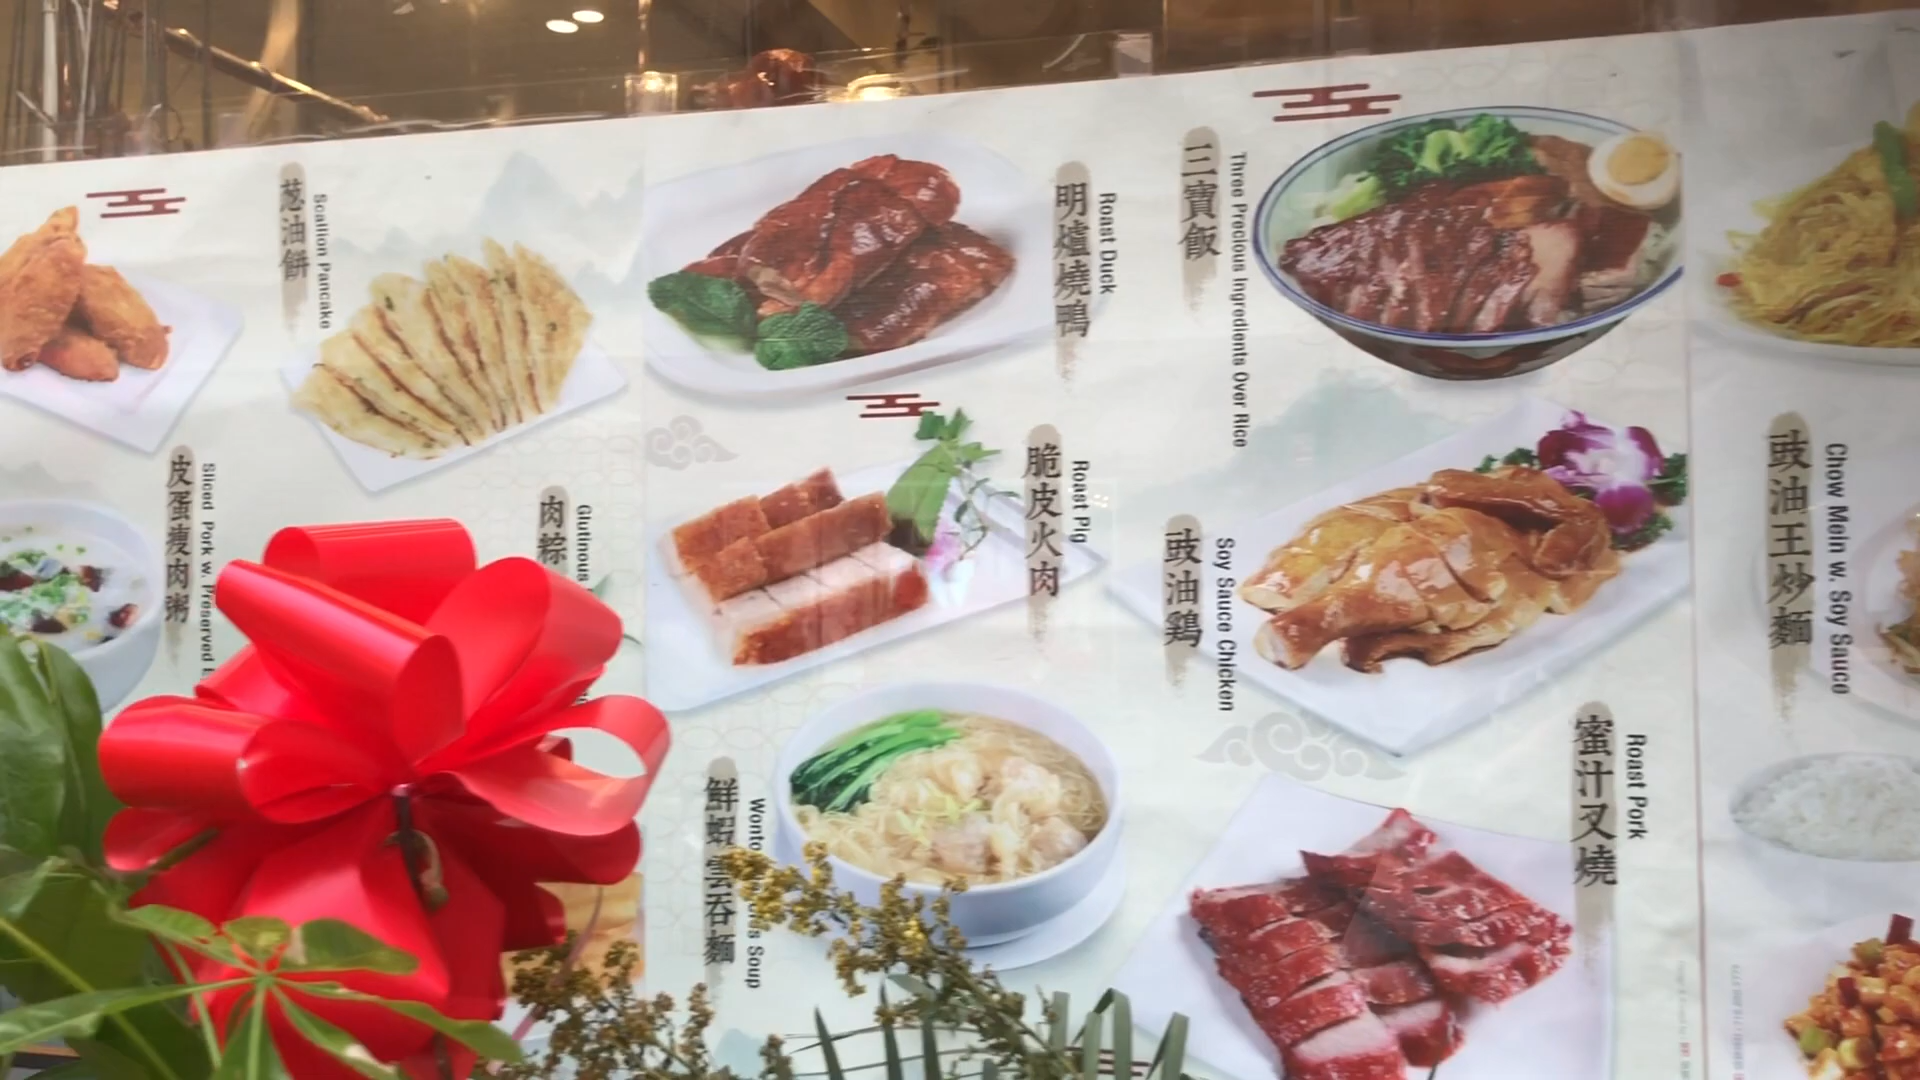 葱油餅
Scallion Pancake
皮蛋瘦肉粥
Sliced Pork w. Preserved
肉粽
Glutinous
明爐燒鴨
Roast Duck
三寶飯
Three Precious Ingredients Over Rice
脆皮火肉
Roast Pig
豉油鷄
Soy Sauce Chicken
鮮蝦雲吞麵
Soup
蜜汁叉燒
Roast Pork
豉油王炒麵
Chow Mein w. Soy Sauce